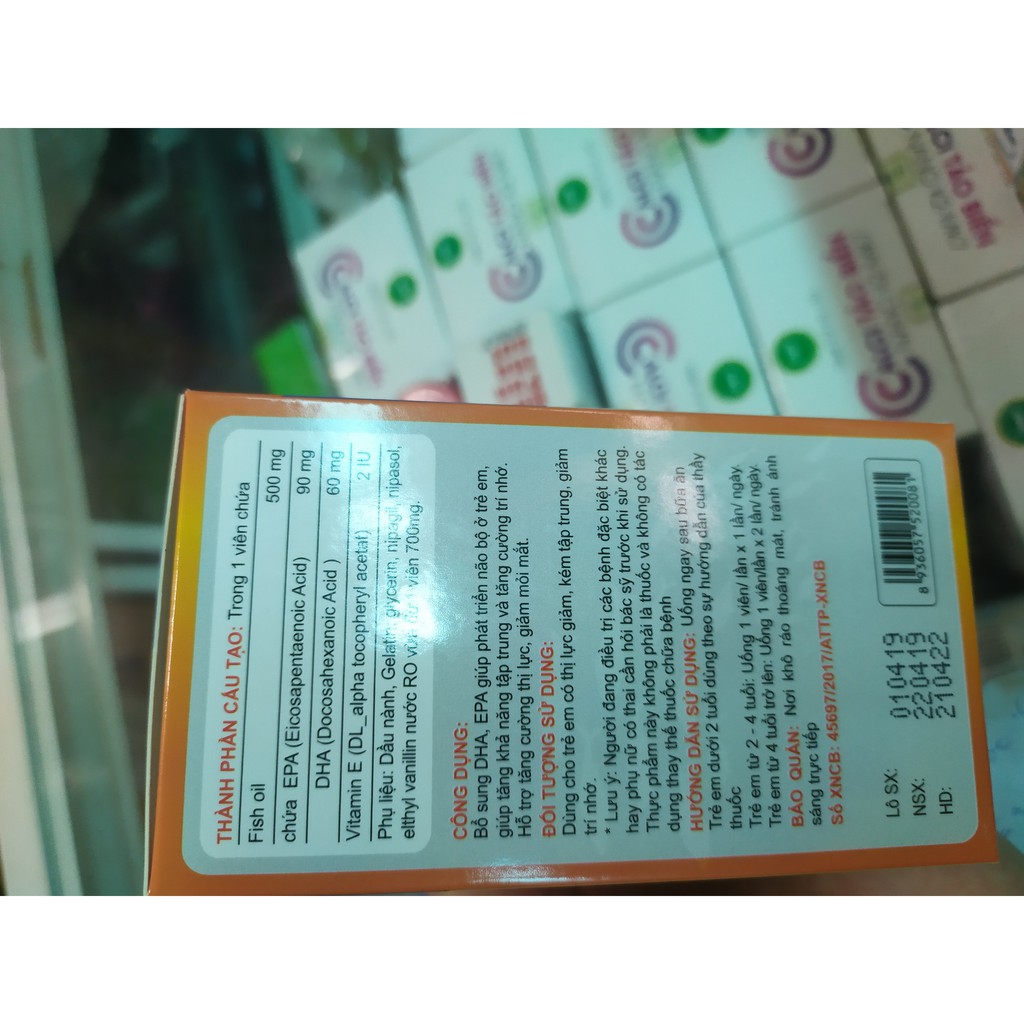 THÀNH PHẦN CẤU TẠO: Trong 1 viên chứa
Fish oil 500 mg
chứa EPA (Eicosapentaenoic Acid) 90 mg
DHA (Docosahexanoic Acid ) 60 mg
Vitamin E (DL_alpha tocopheryl acetat) 2 IU
Phụ liệu: Dầu nành, Gelatin, glycerin, nipagil, nipasol,
elthyl vanillin nước RO vừa đủ 1 viên 700mg.
CÔNG DỤNG:
Bổ sung DHA, EPA giúp phát triển não bộ ở trẻ em,
giúp tăng khả năng tập trung và tăng cường trí nhớ.
Hỗ trợ tăng cường thị lực, giảm mỏi mắt.
ĐỐI TƯỢNG SỬ DỤNG:
Dùng cho trẻ em có thị lực giảm, kém tập trung, giảm
trí nhớ.
* Lưu ý: Người đang điều trị các bệnh đặc biệt khác
hay phụ nữ có thai cần hỏi bác sỹ trước khi sử dụng.
Thực phẩm này không phải là thuốc và không có tác
dụng thay thế thuốc chữa bệnh
HƯỚNG DẪN SỬ DỤNG: Uống ngay sau bữa ăn
Trẻ em dưới 2 tuổi dùng theo sự hướng dẫn của thầy
thuốc
Trẻ em từ 2 - 4 tuổi: Uống 1 viên/ lần x 1 lần/ ngày.
Trẻ em từ 4 tuổi trở lên: Uống 1 viên/lần x 2 lần/ ngày.
BẢO QUẢN: Nơi khô ráo thoáng mát, tránh ánh
sáng trực tiếp
Số XNCB: 45697/2017/ATTP-XNCB
Lô SX: 010419
NSX: 220419
HD: 210422
8 936057 520081